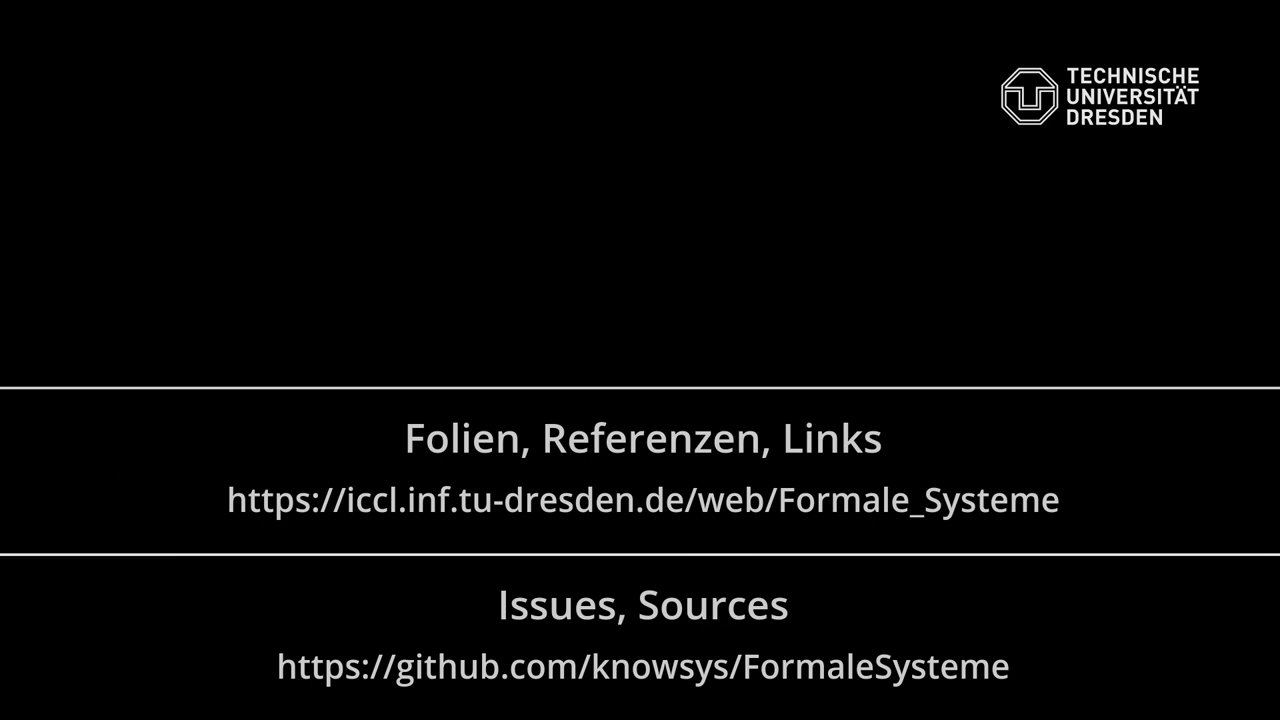 TECHNISCHE
UNIVERSITÄT
DRESDEN
Folien, Referenzen, Links
https://iccl.inf.tu-dresden.de/web/Formale_Systeme
Issues, Sources
https://github.com/knowsys/FormaleSysteme